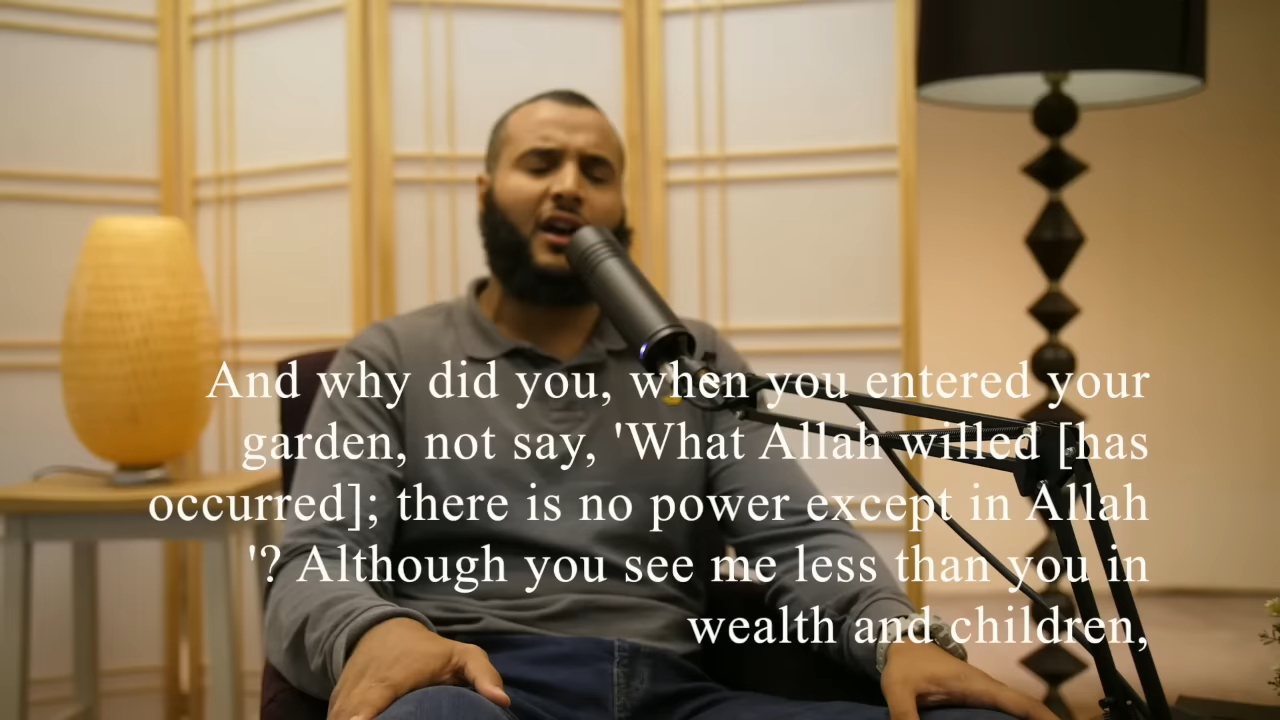 And why did you, when you entered your
garden, not say, 'What Allah willed [has
occurred]; there is no power except in Allah
'? Although you see me less than you in
wealth and children,